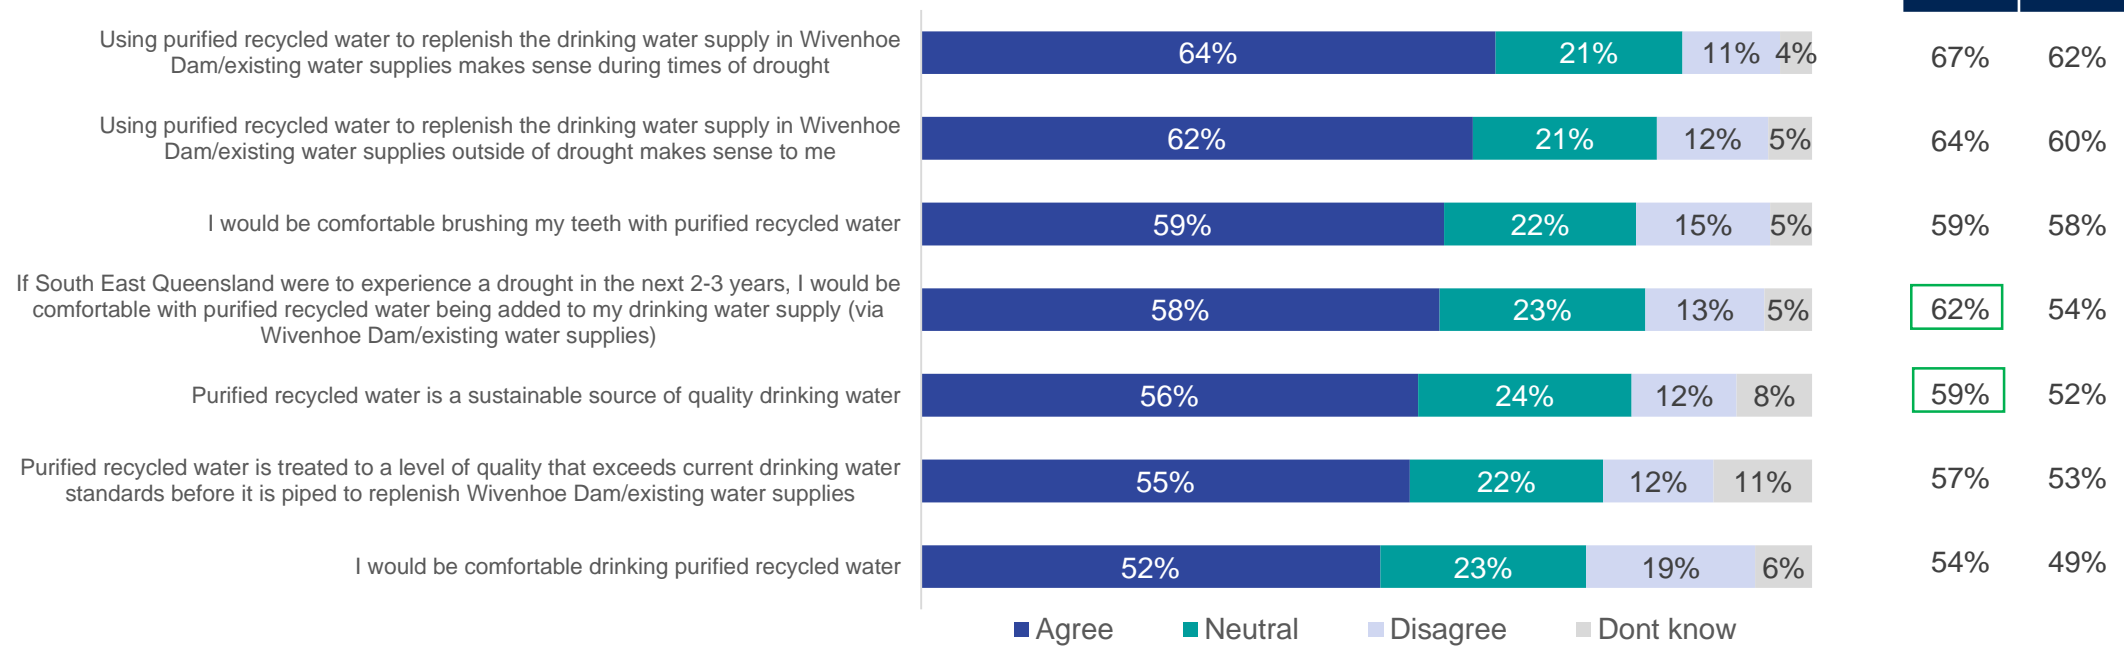 Using purified recycled water to replenish the drinking water supply in Wivenhoe
Dam/existing water supplies makes sense during times of drought
64% 21% 11% 4% 67% 62%
Using purified recycled water to replenish the drinking water supply in Wivenhoe
Dam/existing water supplies outside of drought makes sense to me
62% 21% 12% 5% 64% 60%
I would be comfortable brushing my teeth with purified recycled water
59% 22% 15% 5% 59% 58%
If South East Queensland were to experience a drought in the next 2-3 years, I would be
comfortable with purified recycled water being added to my drinking water supply (via
Wivenhoe Dam/existing water supplies)
58% 23% 13% 5% 62% 54%
Purified recycled water is a sustainable source of quality drinking water
56% 24% 12% 8% 59% 52%
Purified recycled water is treated to a level of quality that exceeds current drinking water
standards before it is piped to replenish Wivenhoe Dam/existing water supplies
55% 22% 12% 11% 57% 53%
I would be comfortable drinking purified recycled water
52% 23% 19% 6% 54% 49%
Agree Neutral Disagree Dont know